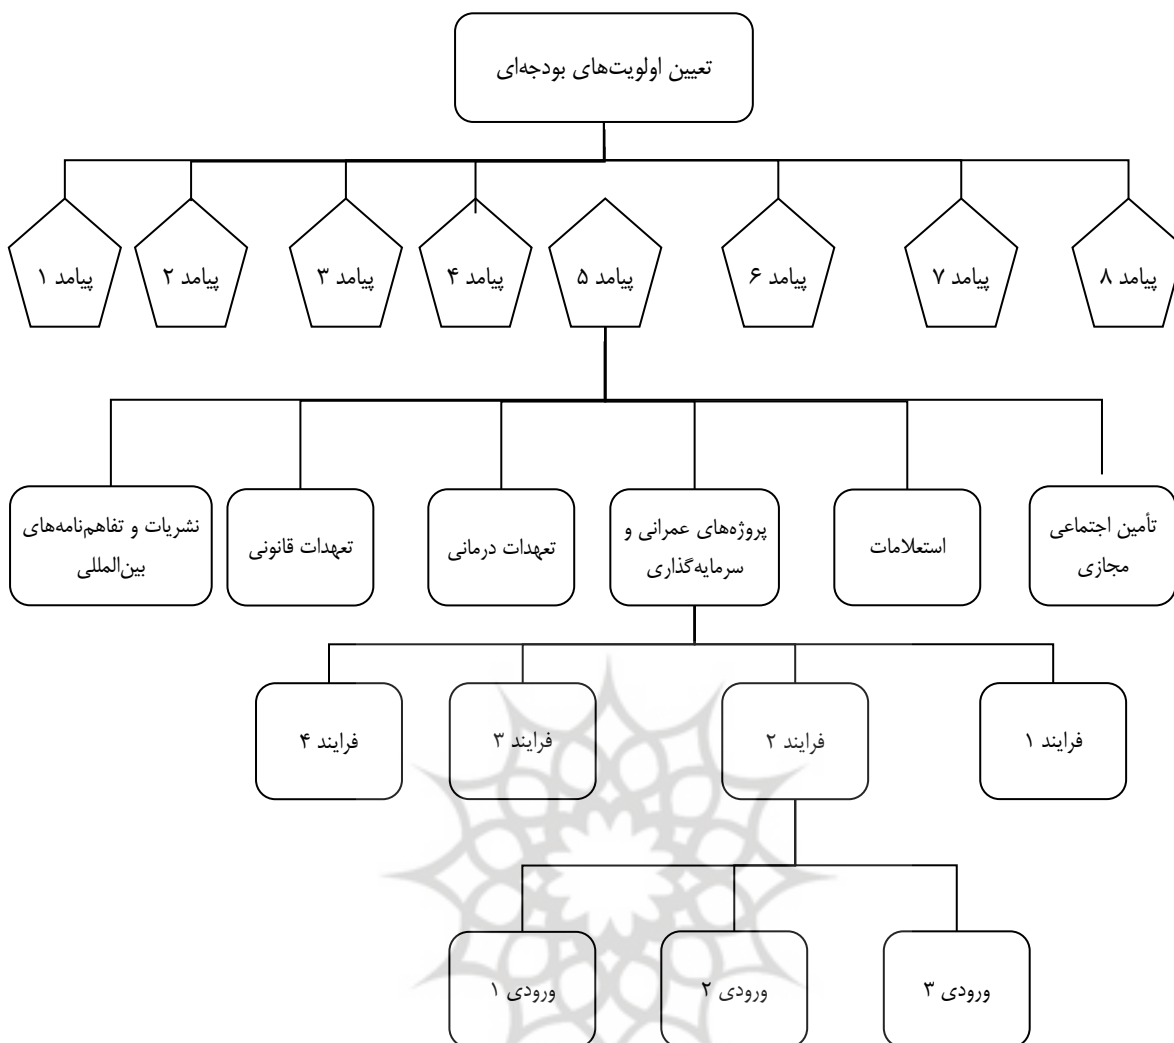 تعیین اولویت‌های بودجه‌ای
پیامد ۸
پیامد ۷
پیامد ۶
پیامد ۵
پیامد ۴
پیامد ۳
پیامد ۲
پیامد ۱
تأمین اجتماعی
مجازی
استعلامات
پروژه‌های عمرانی و
سرمایه‌گذاری
تعهدات درمانی
تعهدات قانونی
نشریات و تفاهم‌نامه‌های
بین‌المللی
فرایند ۱
فرایند ۲
فرایند ۳
فرایند ۴
ورودی ۳
ورودی ۲
ورودی ۱